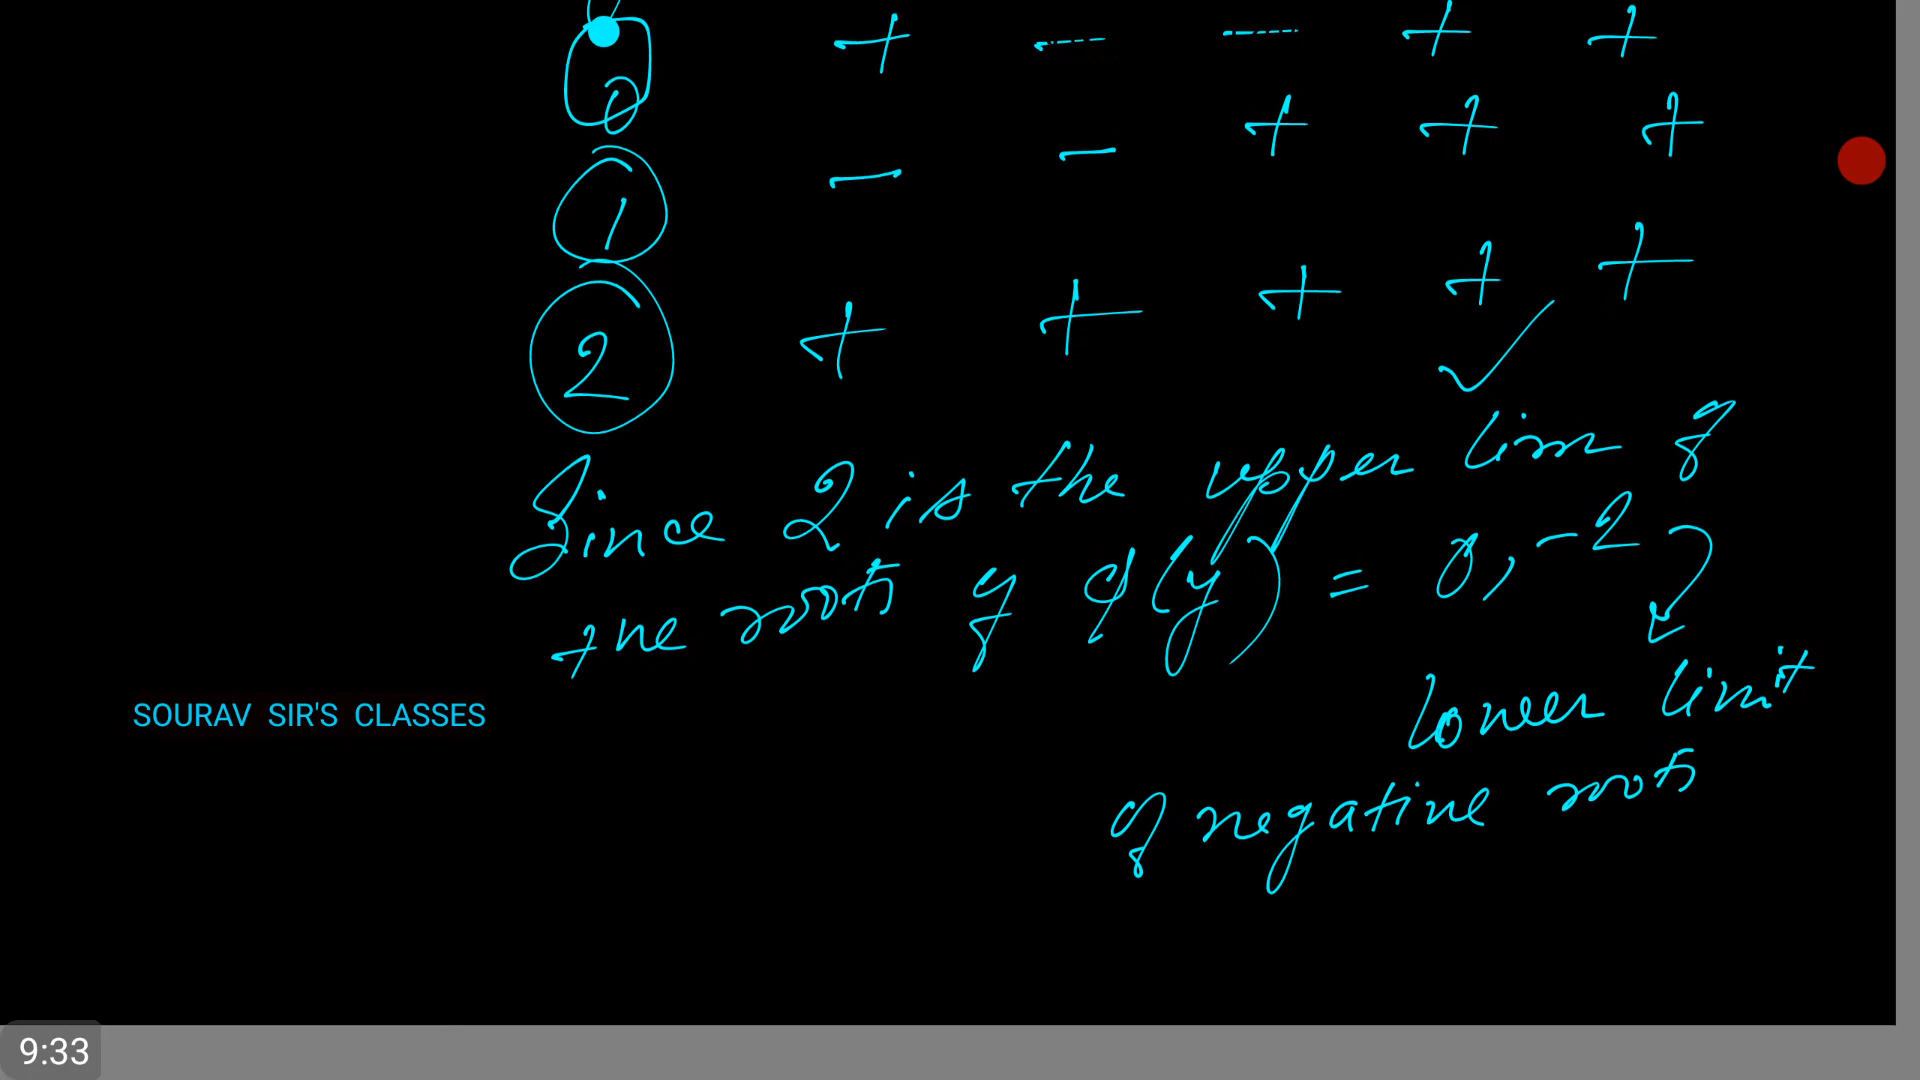 0 + - - + +
1 - - + + +
2 + + + + +
Since 2 is the upper lim of
the roots of φ(y) = 0, -2
lower limit
of negative roots
SOURAV SIR'S CLASSES
9:33